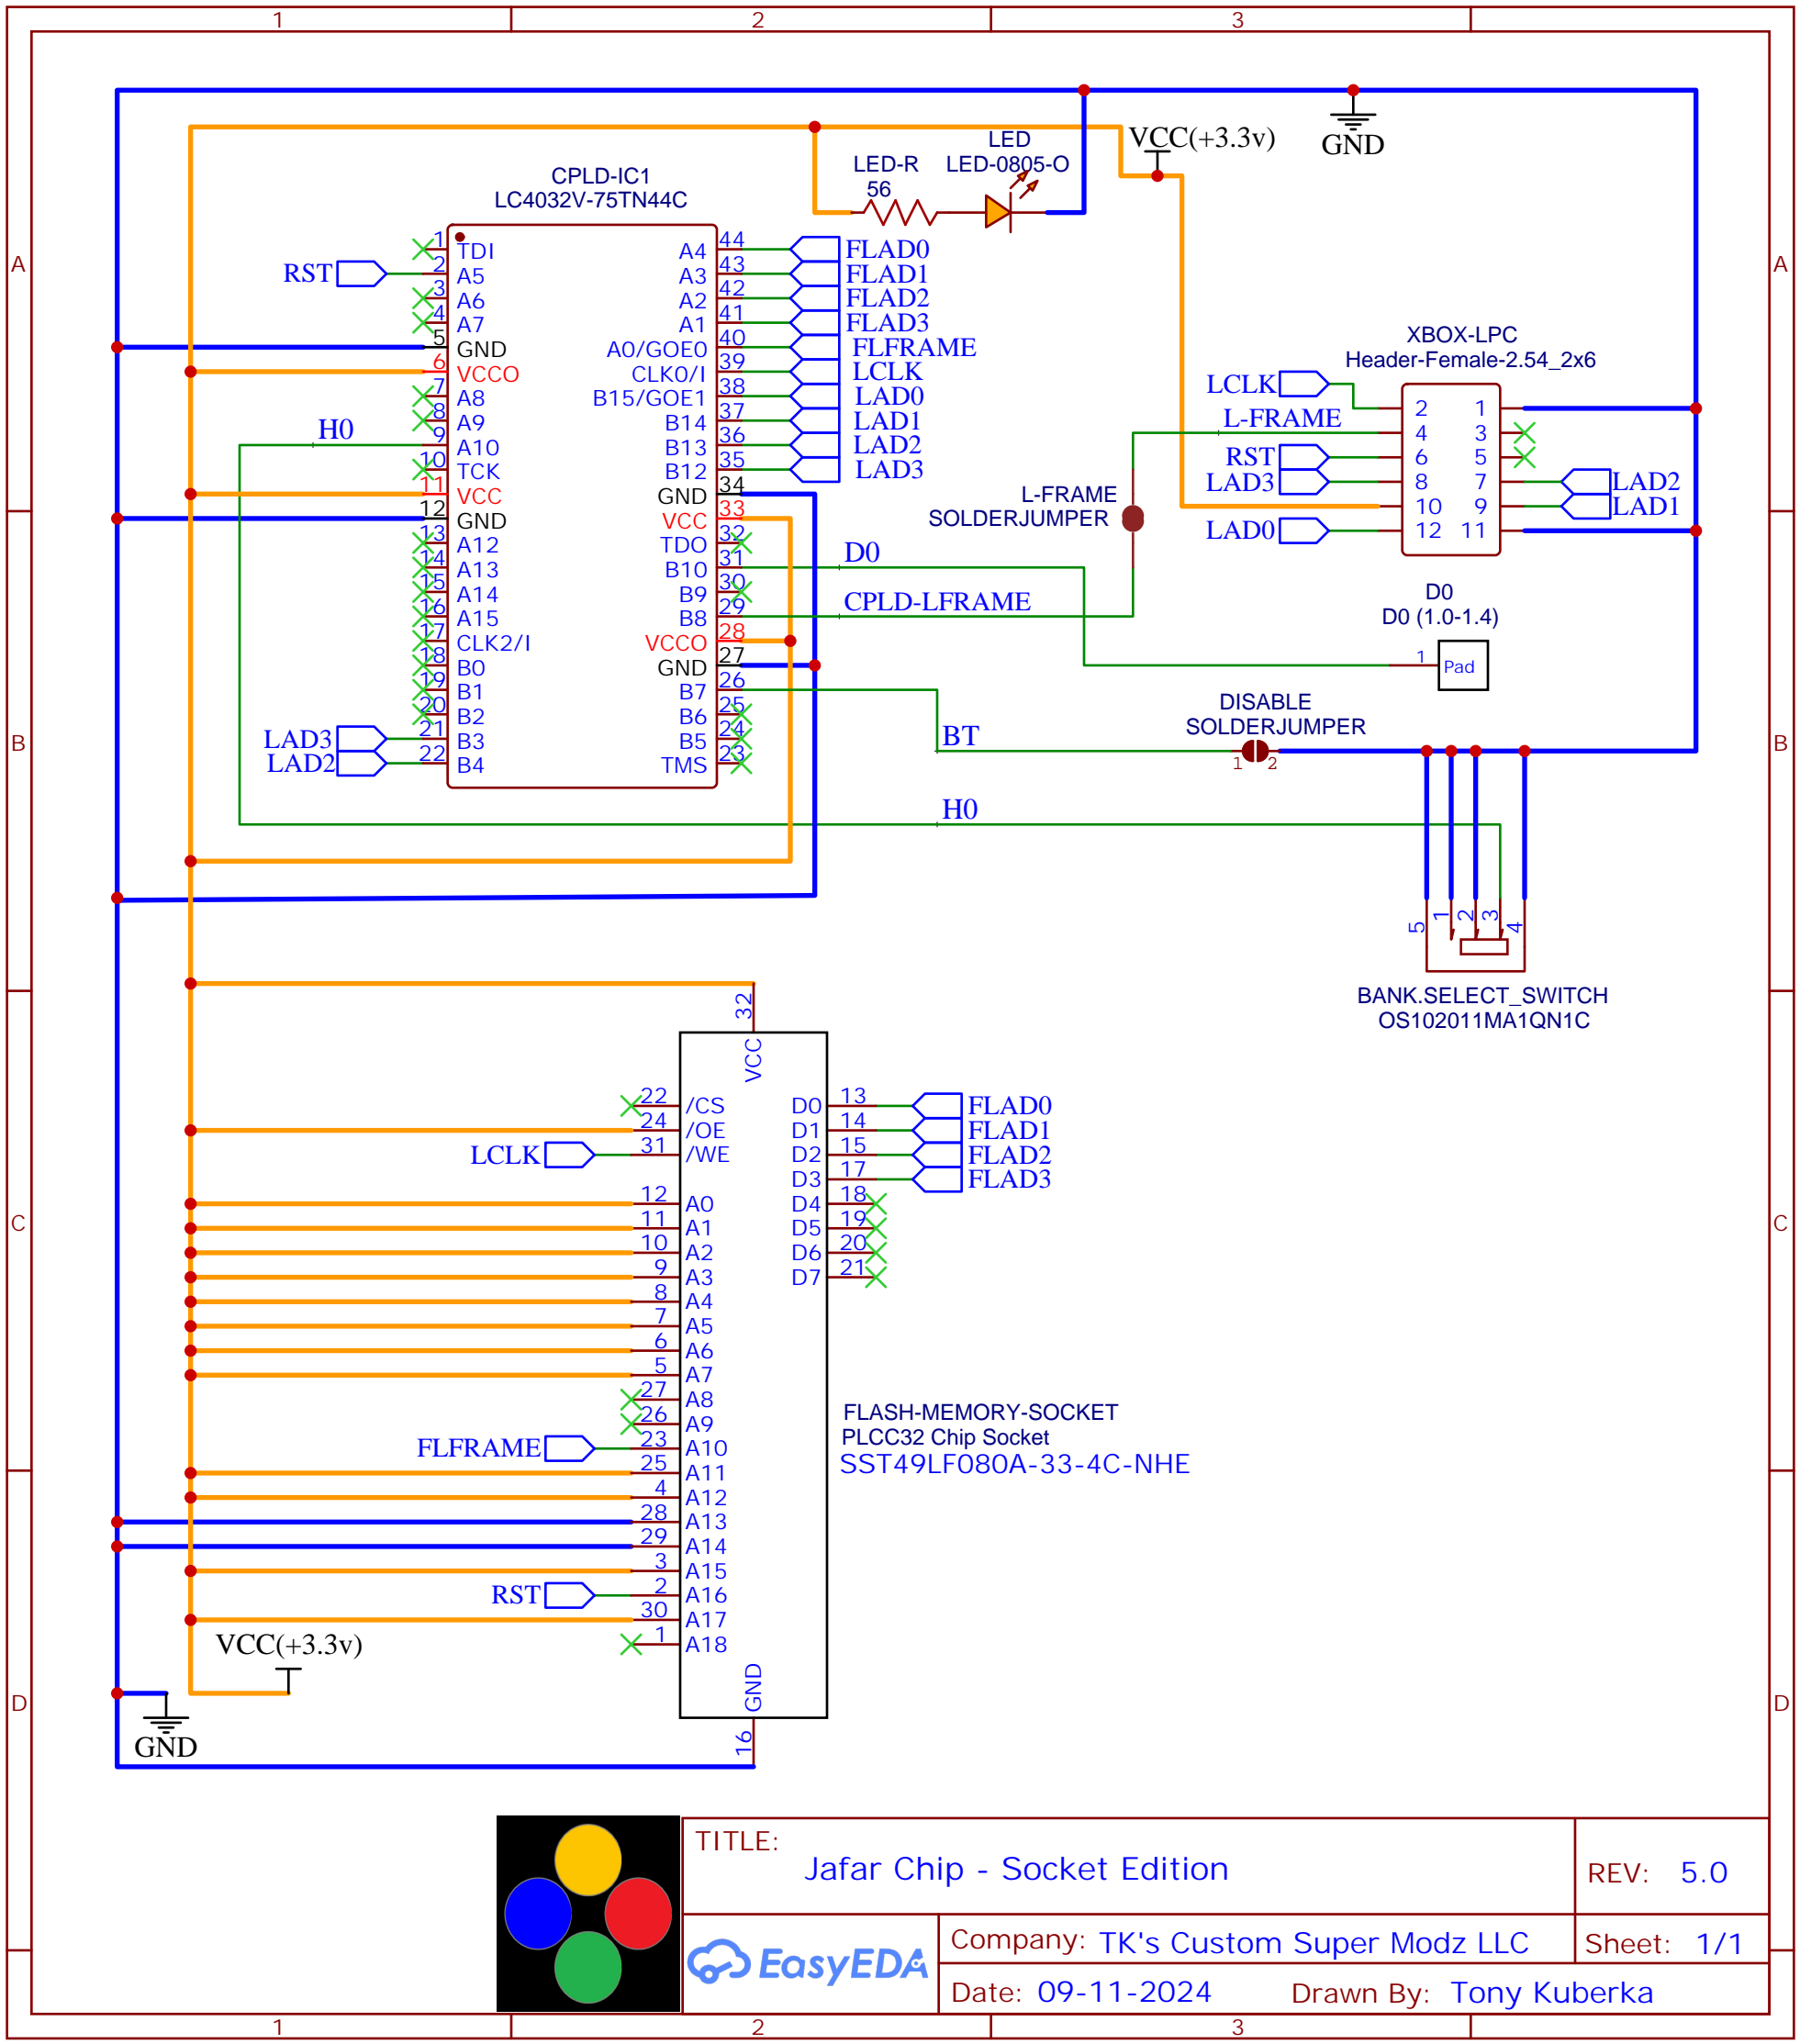 1 2 3
VCC(+3.3v)
GND
LED
LED-0805-O
LED-R
56
CPLD-IC1
LC4032V-75TN44C
A A
1 TDI A4 44 FLAD0
RST 2 A5 A3 43 FLAD1
3 A6 A2 42 FLAD2
4 A7 A1 41 FLAD3
5 GND A0/GOE0 40 FLFRAME
6 VCCO CLK0/I 39 LCLK
7 A8 B15/GOE1 38 LAD0
8 A9 B14 37 LAD1
H0 9 A10 B13 36 LAD2
10 TCK B12 35 LAD3
11 VCC GND 34
12 GND VCC 33
13 A12 TDO 32
14 A13 B10 31 D0
15 A14 B9 30
16 A15 B8 29 CPLD-LFRAME
17 CLK2/I VCCO 28
18 B0 GND 27
19 B1 B7 26
20 B2 B6 25
LAD3 21 B3 B5 24
LAD2 22 B4 TMS 23
XBOX-LPC
Header-Female-2.54_2x6
LCLK 2 1
L-FRAME 4 3
RST 6 5
LAD3 8 7 LAD2
10 9 LAD1
LAD0 12 11
L-FRAME
SOLDERJUMPER
D0
D0 (1.0-1.4)
1 Pad
B B
DISABLE
SOLDERJUMPER
BT 1 2
H0
5 1 2 3 4
BANK.SELECT_SWITCH
OS102011MA1QN1C
32
VCC
22 /CS D0 13 FLAD0
24 /OE D1 14 FLAD1
LCLK 31 /WE D2 15 FLAD2
D3 17 FLAD3
12 A0 D4 18
C C
11 A1 D5 19
10 A2 D6 20
9 A3 D7 21
8 A4
7 A5
6 A6
5 A7
27 A8
26 A9
FLFRAME 23 A10
25 A11
4 A12
28 A13
29 A14
3 A15
RST 2 A16
30 A17
1 A18
GND
16
FLASH-MEMORY-SOCKET
PLCC32 Chip Socket
SST49LF080A-33-4C-NHE
VCC(+3.3v)
GND
D D
TITLE:
Jafar Chip - Socket Edition
REV: 5.0
EasyEDA
Company: TK's Custom Super Modz LLC
Sheet: 1/1
Date: 09-11-2024
Drawn By: Tony Kuberka
1 2 3